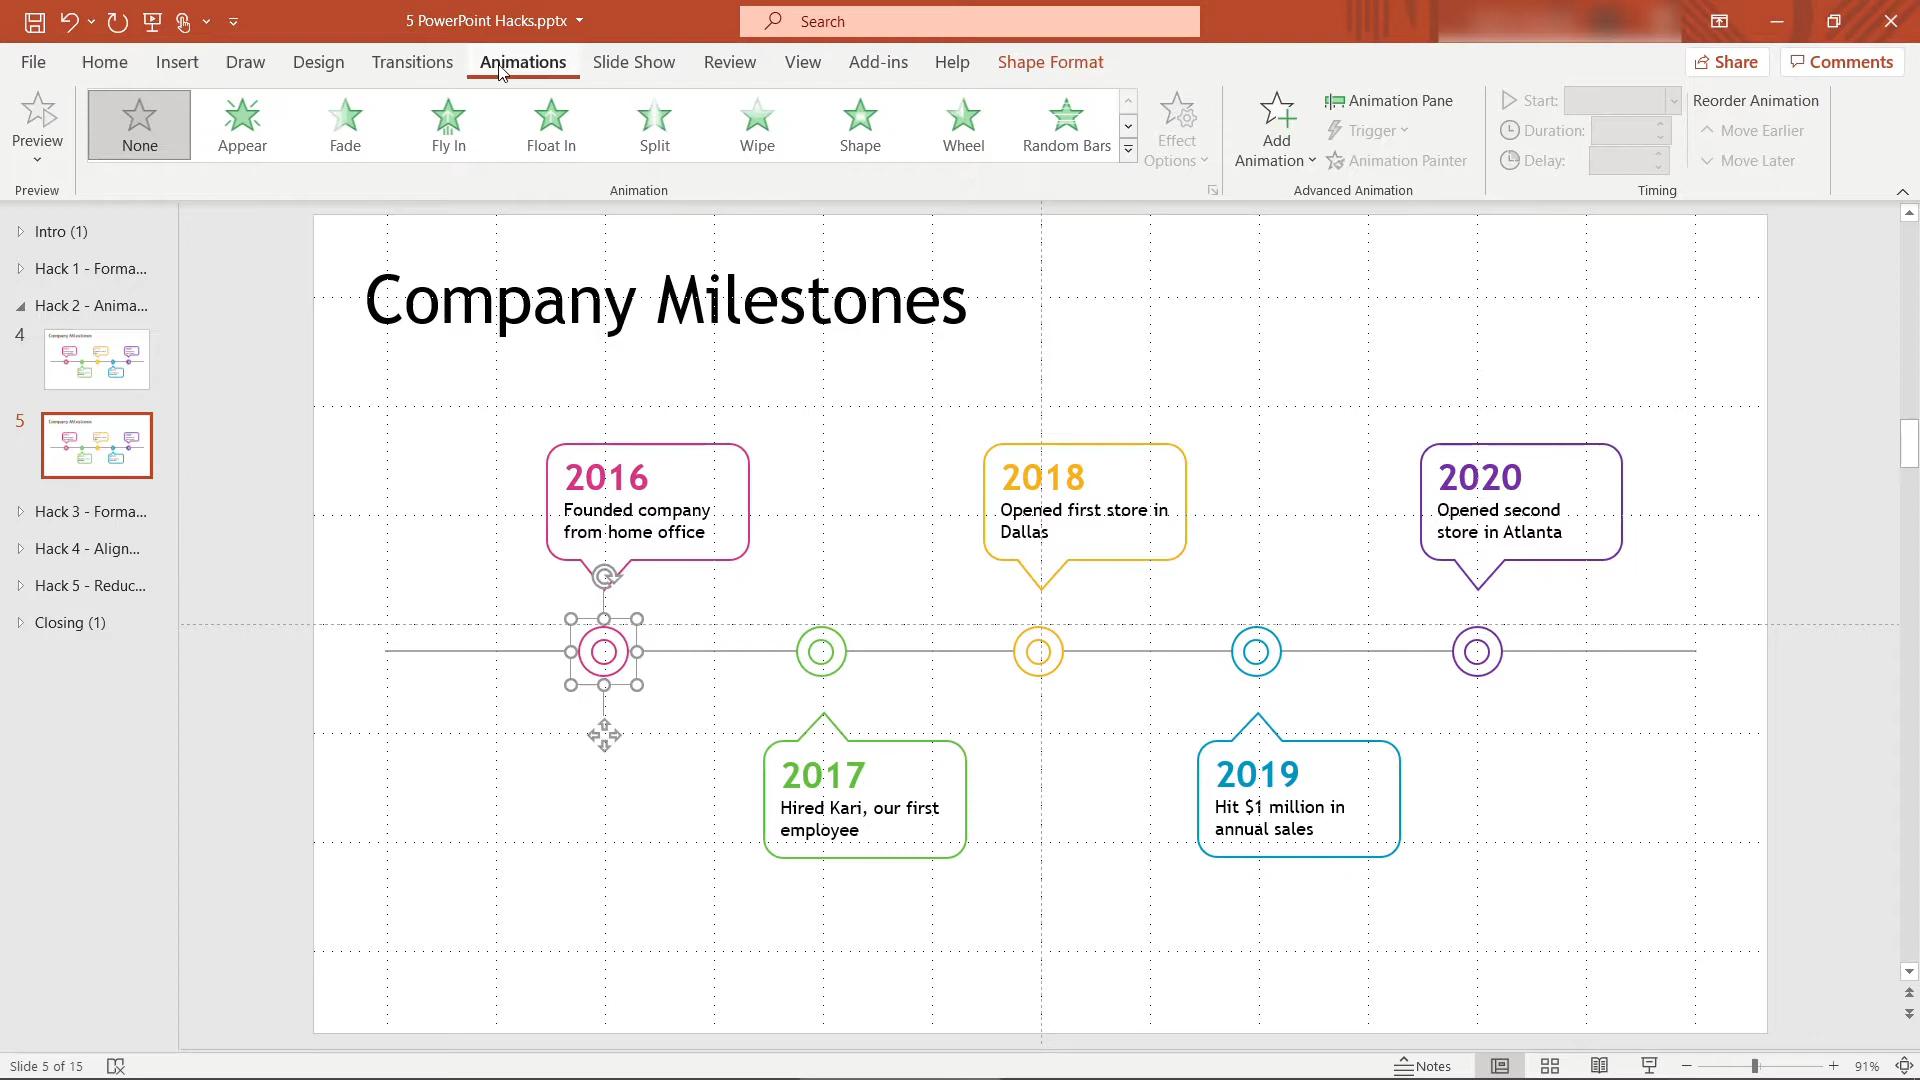 5 PowerPoint Hacks.pptx
Search
File Home Insert Draw Design Transitions Animations Slide Show Review View Add-ins Help Shape Format Share Comments
Preview
None Appear Fade Fly In Float In Split Wipe Shape Wheel Random Bars
Effect
Options
Add
Animation
Animation Pane
Trigger
Animation Painter
Start:
Duration:
Delay:
Reorder Animation
Move Earlier
Move Later
Preview Animation Advanced Animation Timing
Intro (1)
Hack 1 - Forma...
Hack 2 - Anima...
4
Company Milestones
5
Company Milestones
Hack 3 - Forma...
Hack 4 - Align...
Hack 5 - Reduc...
Closing (1)
Company Milestones
2016
Founded company
from home office
2018
Opened first store in
Dallas
2020
Opened second
store in Atlanta
2017
Hired Kari, our first
employee
2019
Hit $1 million in
annual sales
Slide 5 of 15
Notes
91%